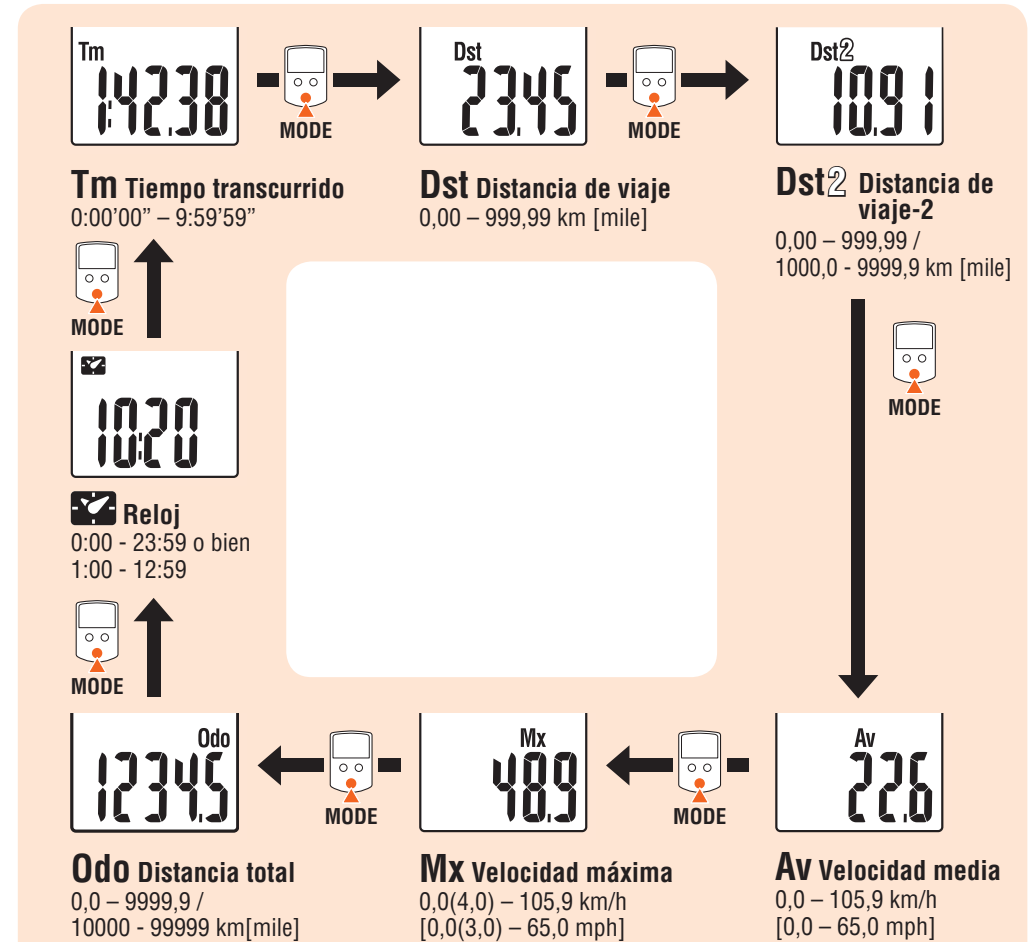 Tm
1:42.38
MODE
Dst
23.45
MODE
Dst2
10.91
Tm Tiempo transcurrido
0:00’00” – 9:59’59”
Dst Distancia de viaje
0,00 – 999,99 km [mile]
Dst2 Distancia de
viaje-2
0,00 – 999,99 /
1000,0 - 9999,9 km [mile]
MODE
MODE
10:20
Reloj
0:00 - 23:59 o bien
1:00 - 12:59
MODE
Odo
1234.5
MODE
Mx
48.9
MODE
Av
22.6
Odo Distancia total
0,0 – 9999,9 /
10000 - 99999 km[mile]
Mx Velocidad máxima
0,0(4,0) – 105,9 km/h
[0,0(3,0) – 65,0 mph]
Av Velocidad media
0,0 – 105,9 km/h
[0,0 – 65,0 mph]